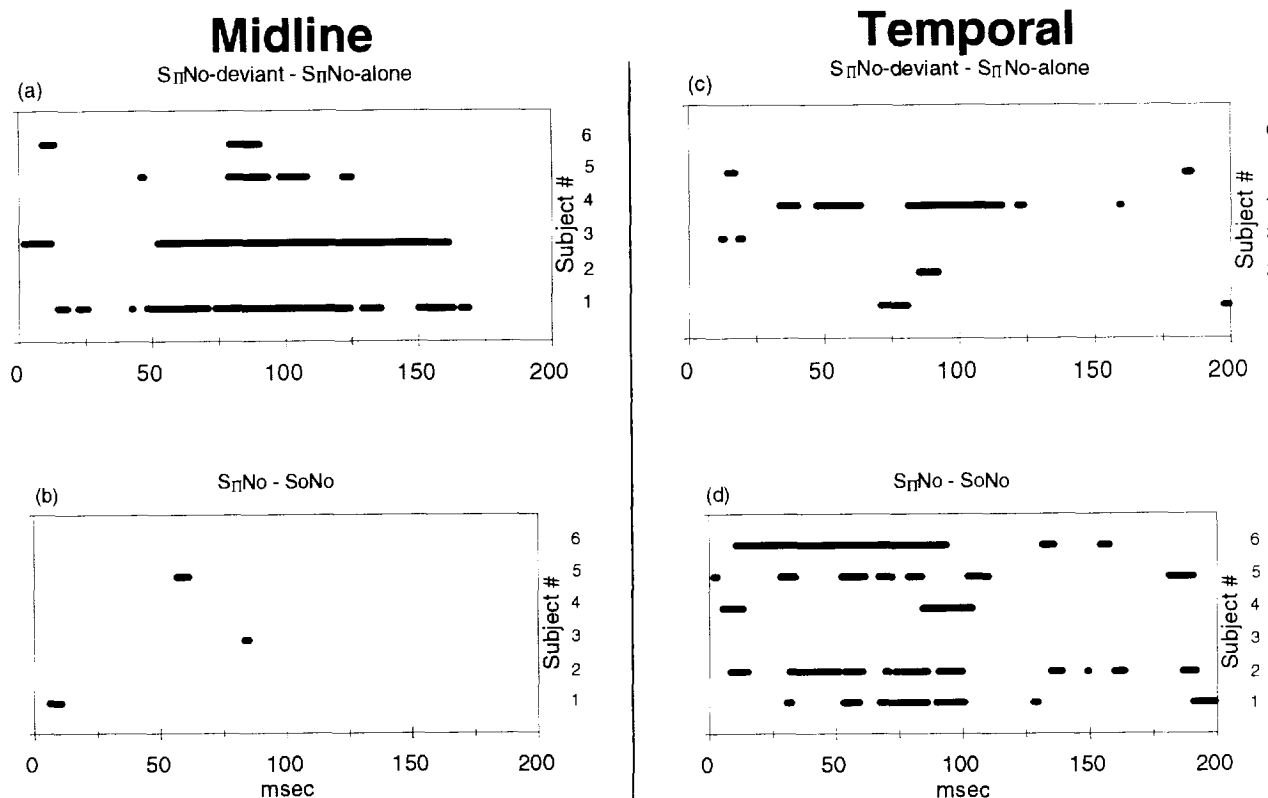 Midline
SΠNo-deviant - SΠNo-alone
(a)
6
5
4
3
2
1
Subject #
0 50 100 150 200
(b)
SΠNo - SoNo
6
5
4
3
2
1
Subject #
0 50 100 150 200
msec
Temporal
SΠNo-deviant - SΠNo-alone
(c)
Subject #
0 50 100 150 200
(d)
SΠNo - SoNo
6
5
4
3
2
1
Subject #
0 50 100 150 200
msec